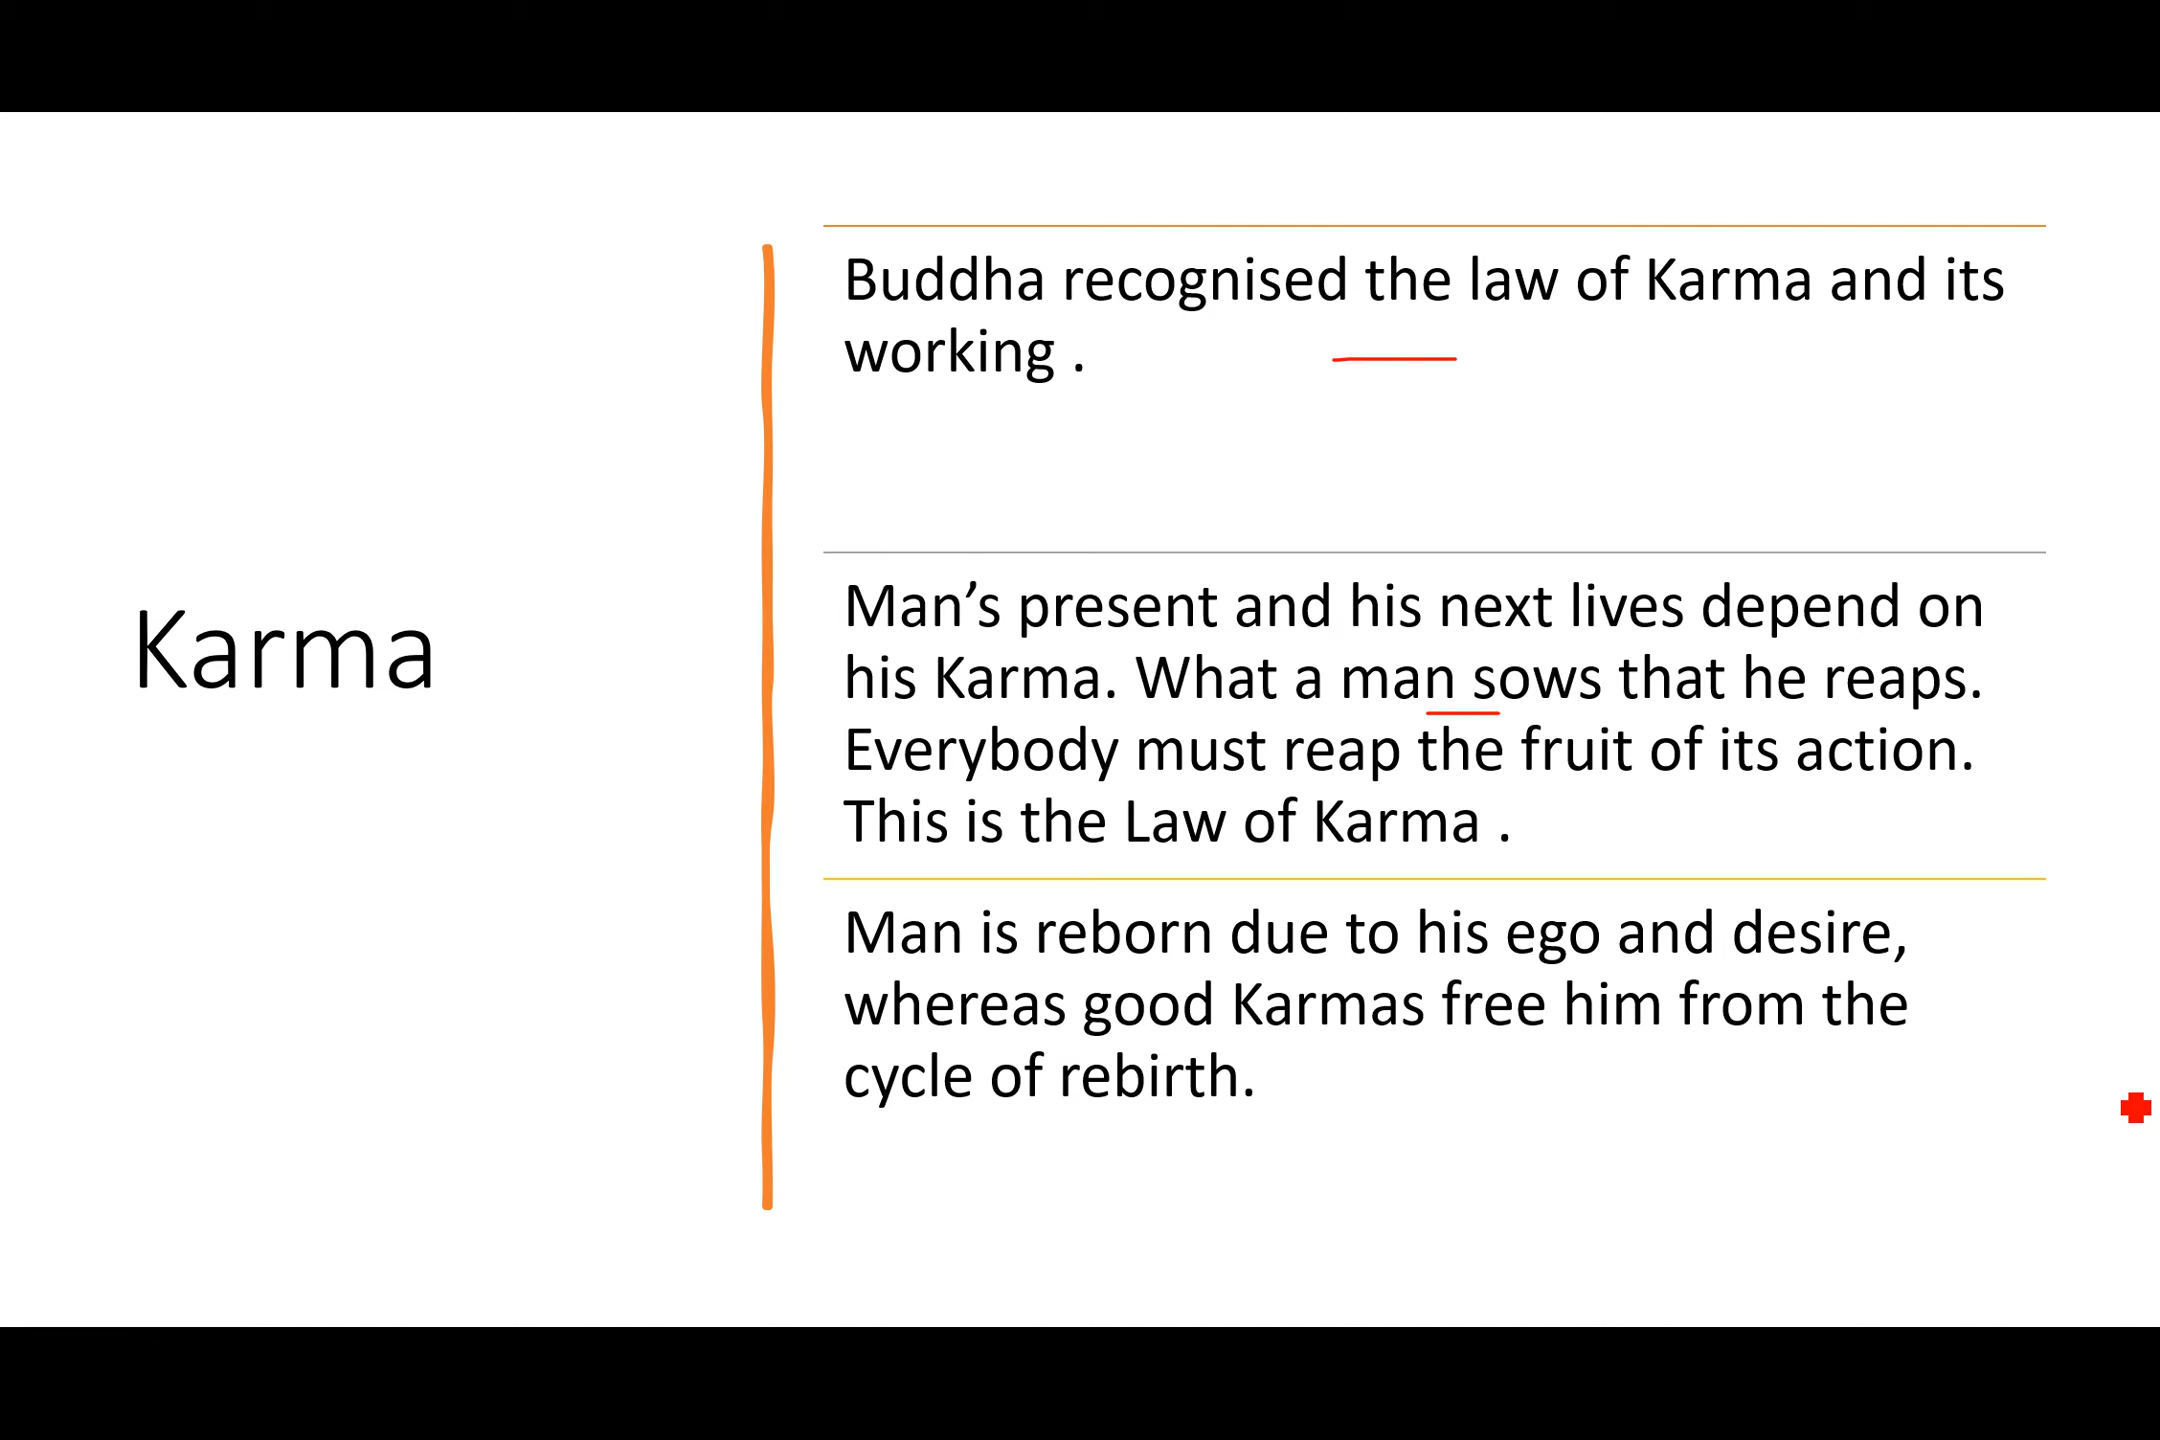 Karma
Buddha recognised the law of Karma and its
working .
Man’s present and his next lives depend on
his Karma. What a man sows that he reaps.
Everybody must reap the fruit of its action.
This is the Law of Karma .
Man is reborn due to his ego and desire,
whereas good Karmas free him from the
cycle of rebirth.